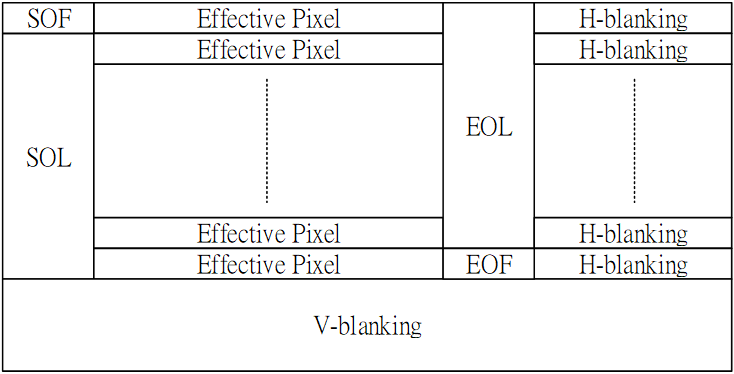 SOF Effective Pixel H-blanking
Effective Pixel H-blanking
EOL
SOL
Effective Pixel H-blanking
Effective Pixel EOF H-blanking
V-blanking